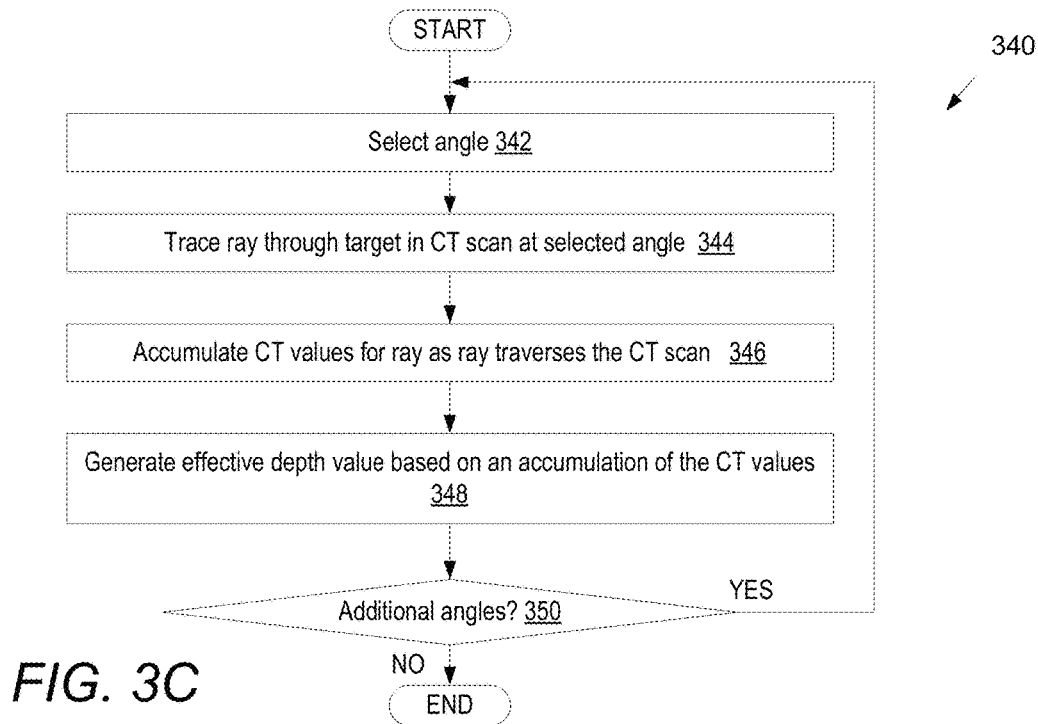 START
340
Select angle 342
Trace ray through target in CT scan at selected angle 344
Accumulate CT values for ray as ray traverses the CT scan 346
Generate effective depth value based on an accumulation of the CT values
348
Additional angles? 350
YES
NO
END
FIG. 3C